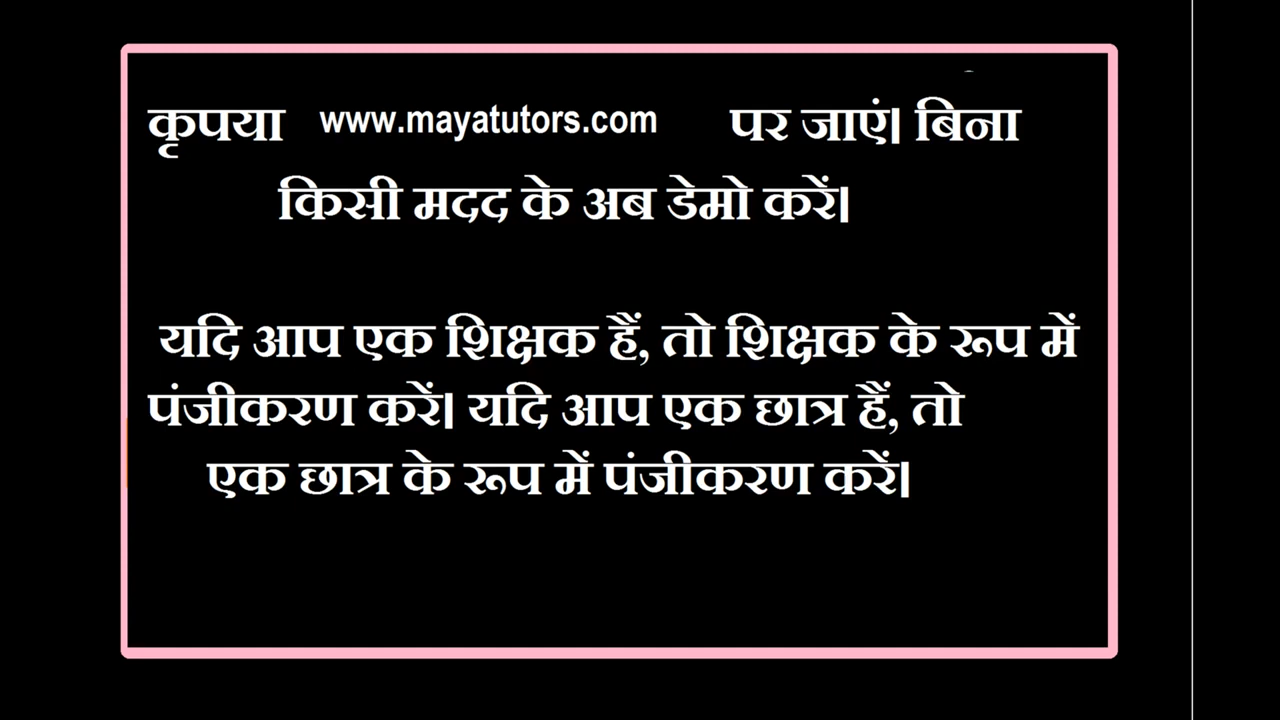 कृपया www.mayatutors.com पर जाएं। बिना
किसी मदद के अब डेमो करें।
यदि आप एक शिक्षक हैं, तो शिक्षक के रूप में
पंजीकरण करें। यदि आप एक छात्र हैं, तो
एक छात्र के रूप में पंजीकरण करें।